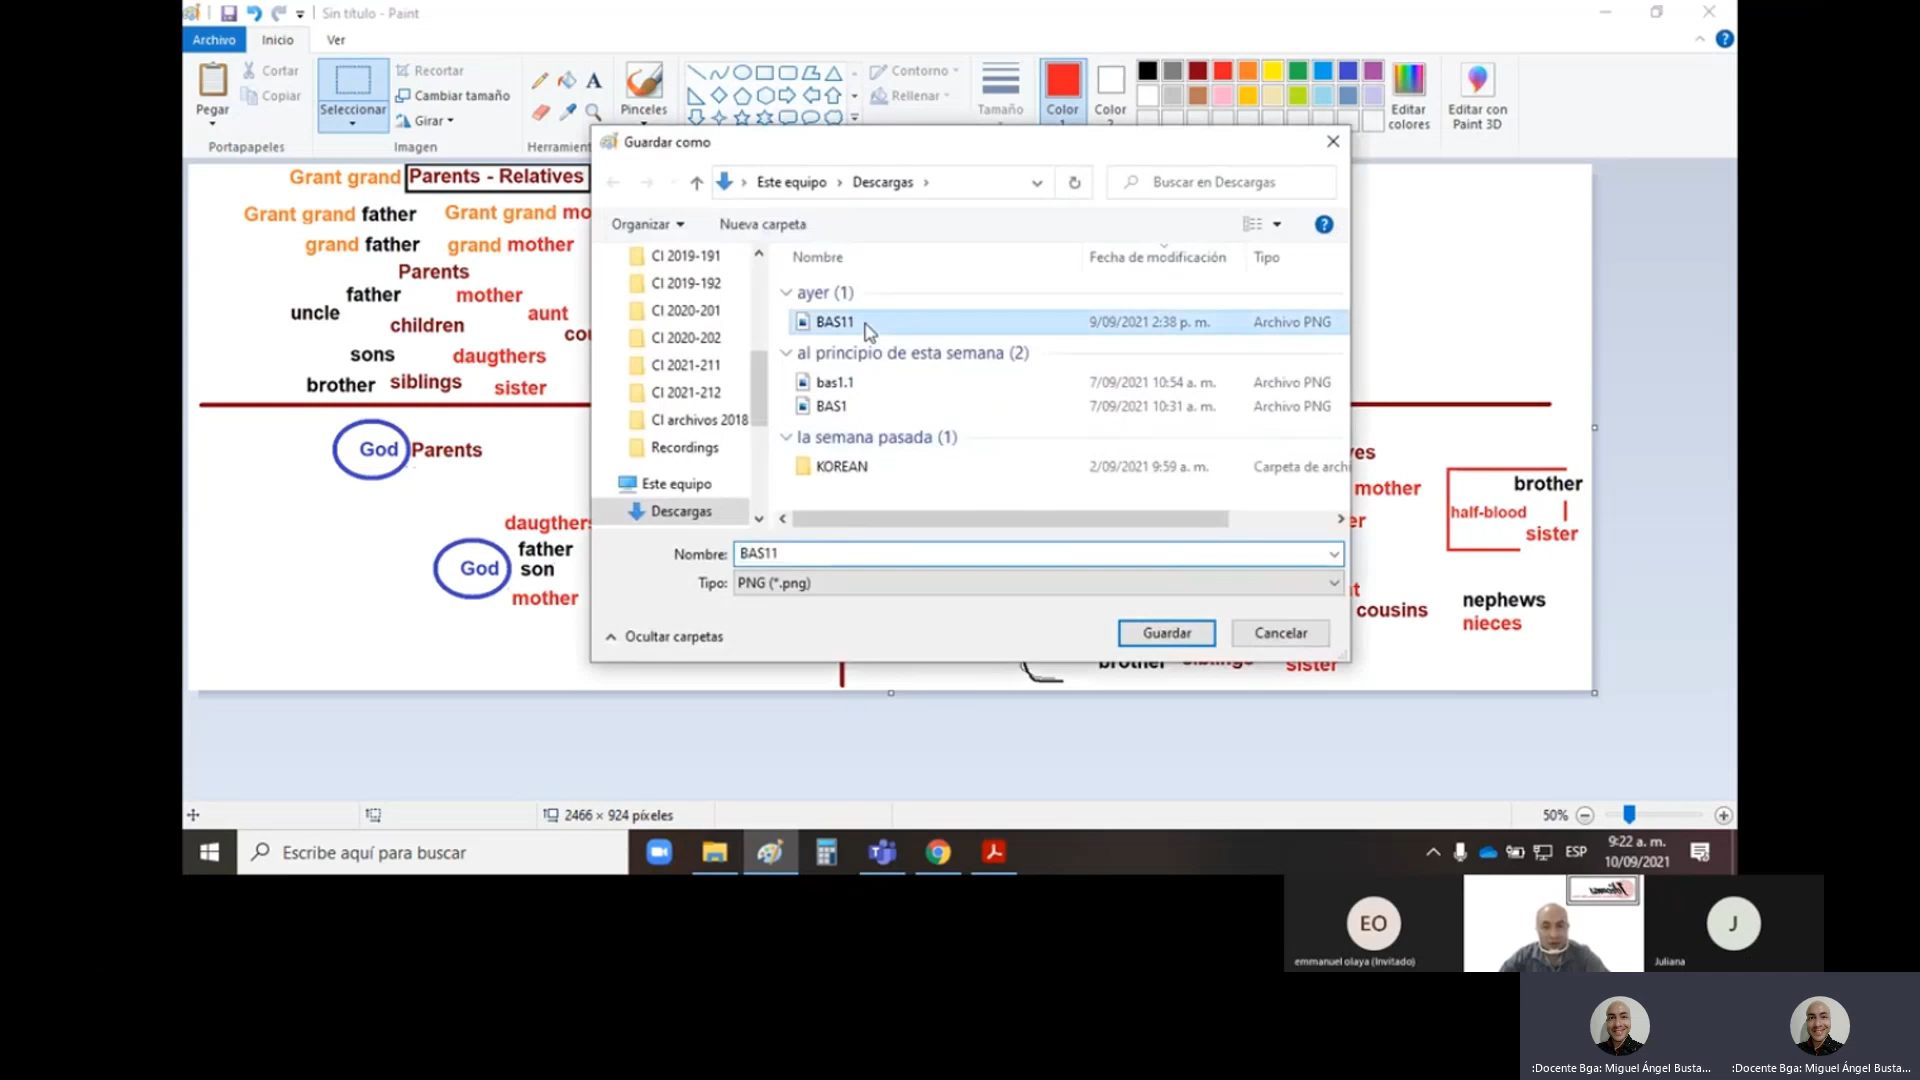 Sin título - Paint
Archivo Inicio Ver
Pegar
Cortar
Copiar
Portapapeles
Seleccionar
Recortar
Cambiar tamaño
Girar
Imagen
A
Pinceles
Contorno
Rellenar
Tamaño
Color
1
Color
2
Editar
colores
Editar con
Paint 3D
Grant grand Parents - Relatives
Grant grand father Grant grand
grand father grand mother
Parents
father mother
uncle aunt
children
sons daugthers
brother siblings sister
God Parents
daugthers
father
God son
mother
Guardar como
Este equipo > Descargas >
Buscar en Descargas
Organizar Nueva carpeta
CI 2019-191
CI 2019-192
CI 2020-201
CI 2020-202
CI 2021-211
CI 2021-212
CI archivos 2018
Recordings
Este equipo
Descargas
Nombre Fecha de modificación Tipo
ayer (1)
BAS11 9/09/2021 2:38 p. m. Archivo PNG
al principio de esta semana (2)
bas1.1 7/09/2021 10:54 a. m. Archivo PNG
BAS1 7/09/2021 10:31 a. m. Archivo PNG
la semana pasada (1)
KOREAN 2/09/2021 9:59 a. m. Carpeta de archi
Nombre: BAS11
Tipo: PNG (*.png)
Ocultar carpetas
Guardar Cancelar
mother
brother
half-blood
sister
cousins
nephews
nieces
brother siblings sister
2466 × 924 píxeles
50%
Escribe aquí para buscar
ESP
9:22 a. m.
10/09/2021
EO
emmanuel olaya (Invitado)
J
Juliana
:Docente Bga: Miguel Ángel Busta...
:Docente Bga: Miguel Ángel Busta...